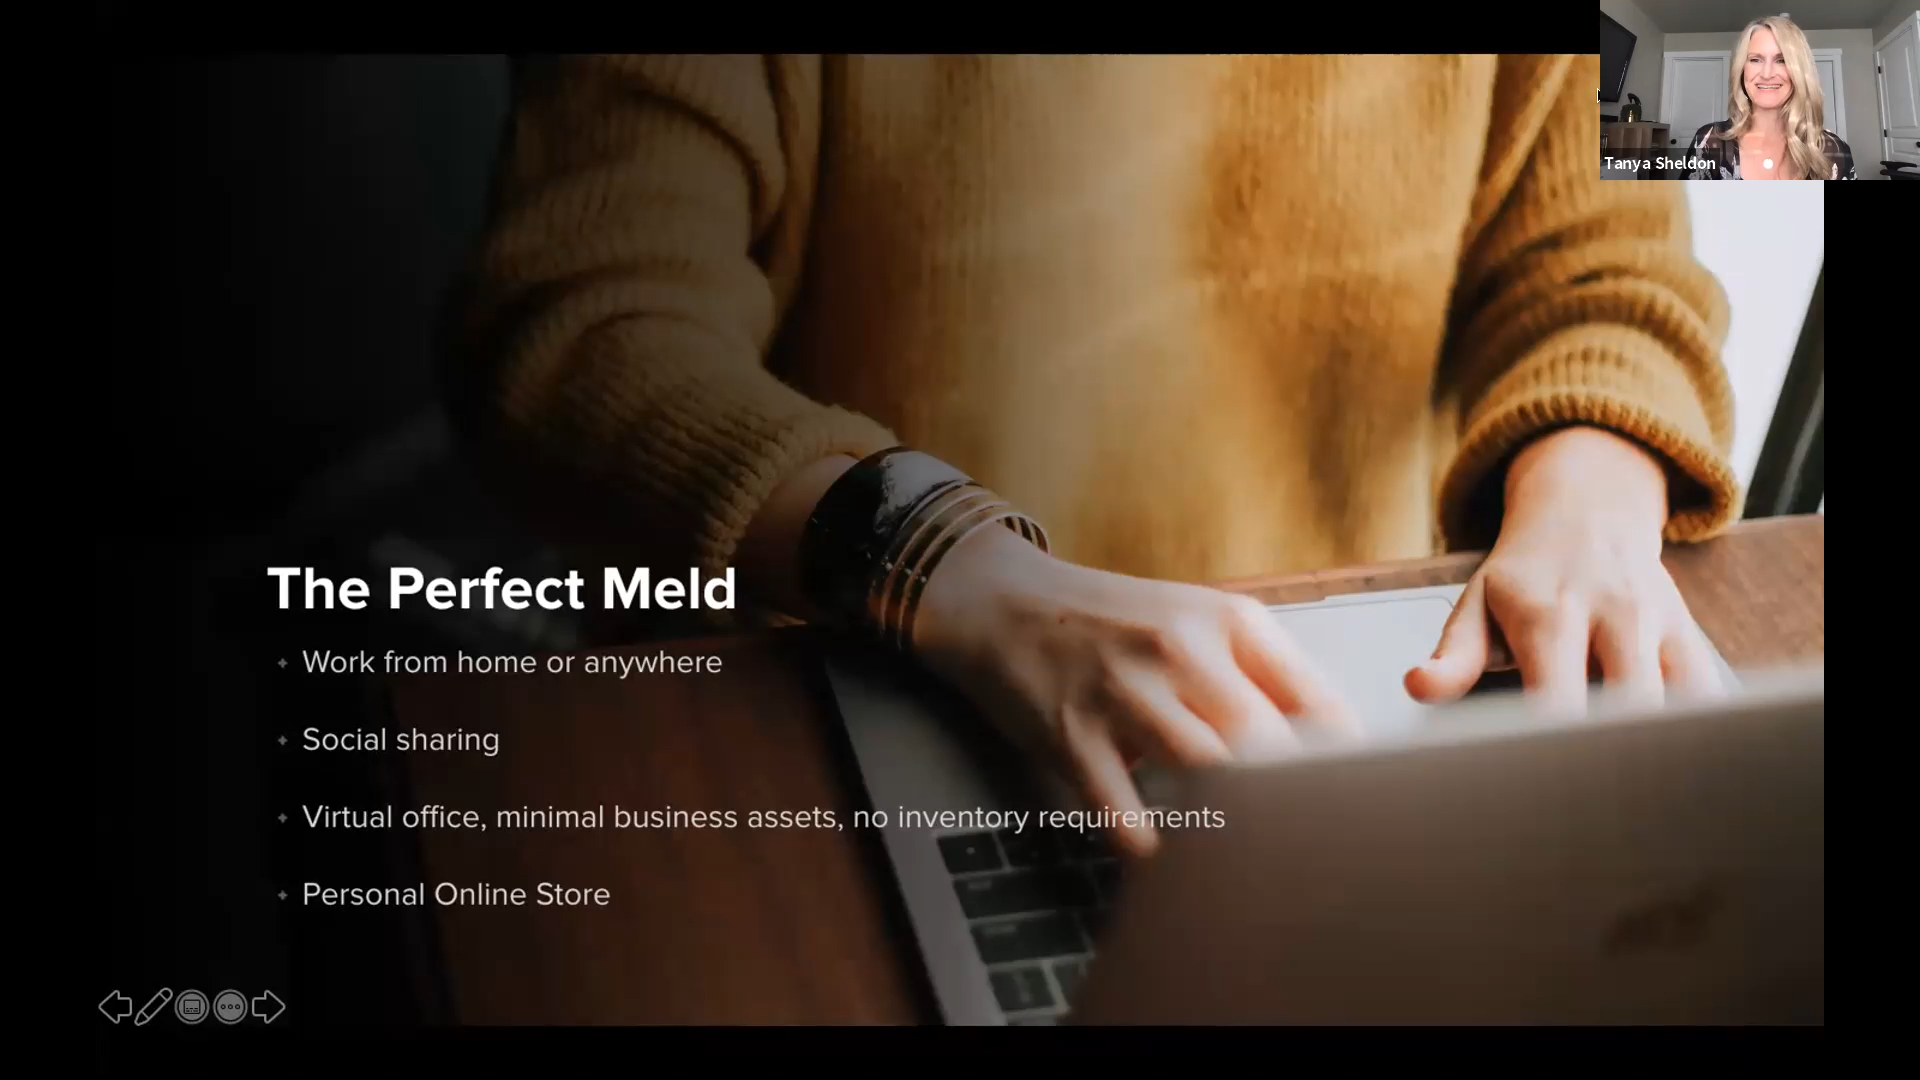 Tanya Sheldon
The Perfect Meld
Work from home or anywhere
Social sharing
Virtual office, minimal business assets, no inventory requirements
Personal Online Store